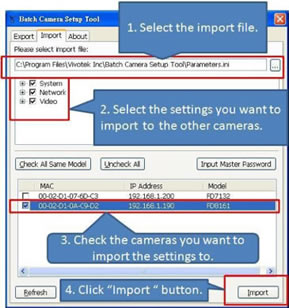 Batch Camera Setup Tool
1. Select the import file.
Export Import About
Please select import file:
C:\Program Files\Vivotek Inc\Batch Camera Setup Tool\Parameters.ini
...
System
Network
Video
2. Select the settings you want to import to the other cameras.
Check All Same Model Uncheck All Import Master Password
MAC IP Address Model
00-02-D1-07-6D-C3 192.168.1.200 FD7132
00-02-D1-0A-C9-D2 192.168.1.190 FD8161
3. Check the cameras you want to import the settings to.
4. Click "Import " button.
Refresh Import